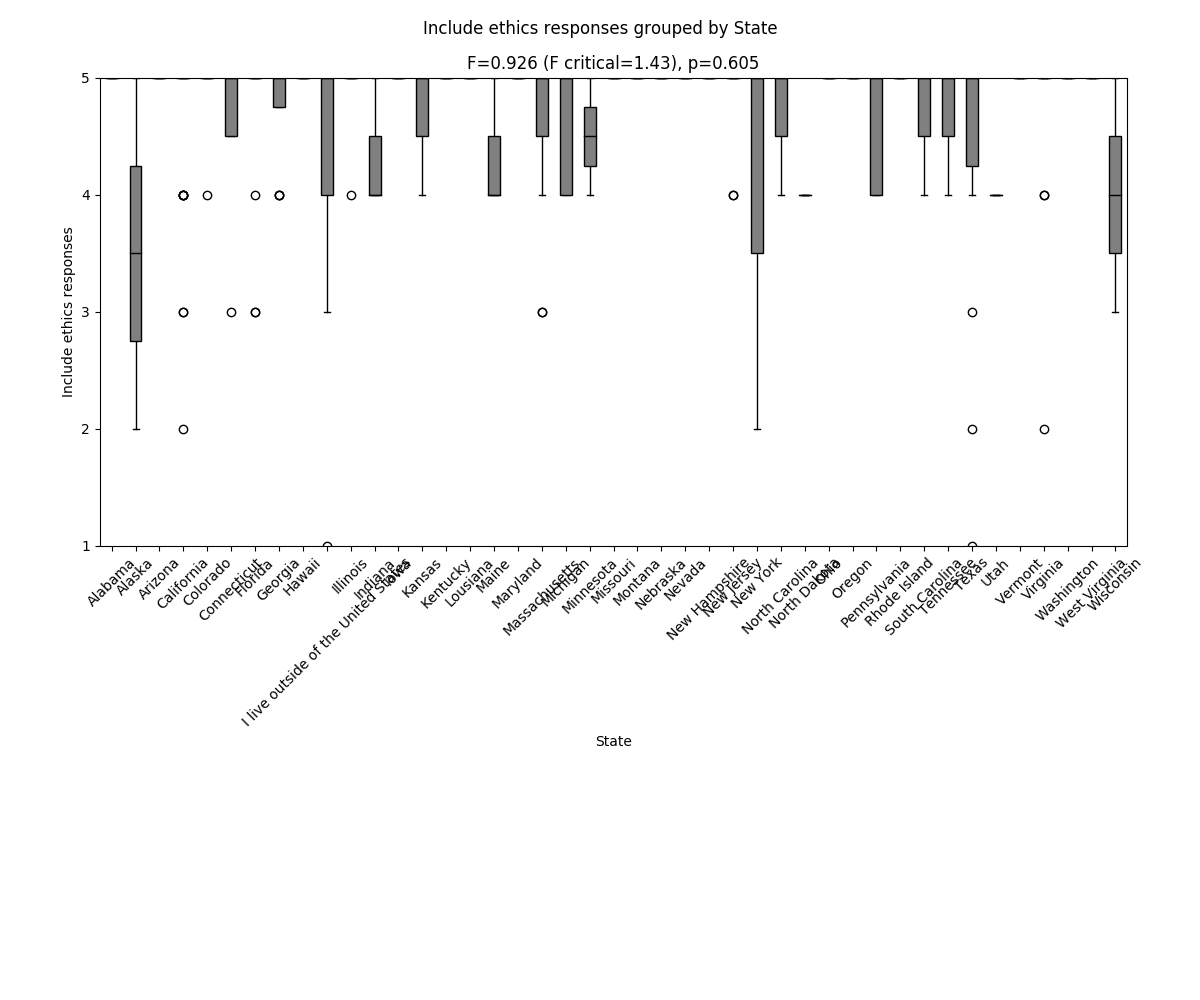 Include ethics responses grouped by State
F=0.926 (F critical=1.43), p=0.605
Include ethics responses
5
4
3
2
1
Alabama
Alaska
Arizona
California
Colorado
Connecticut
Florida
Georgia
Hawaii
I live outside of the United States
Illinois
Indiana
Iowa
Kansas
Kentucky
Lousiana
Maine
Maryland
Massachusetts
Michigan
Minnesota
Missouri
Montana
Nebraska
Nevada
New Hampshire
New Jersey
New York
North Carolina
North Dakota
Ohio
Oregon
Pennsylvania
Rhode Island
South Carolina
Tennessee
Texas
Utah
Vermont
Virginia
Washington
West Virginia
Wisconsin
State